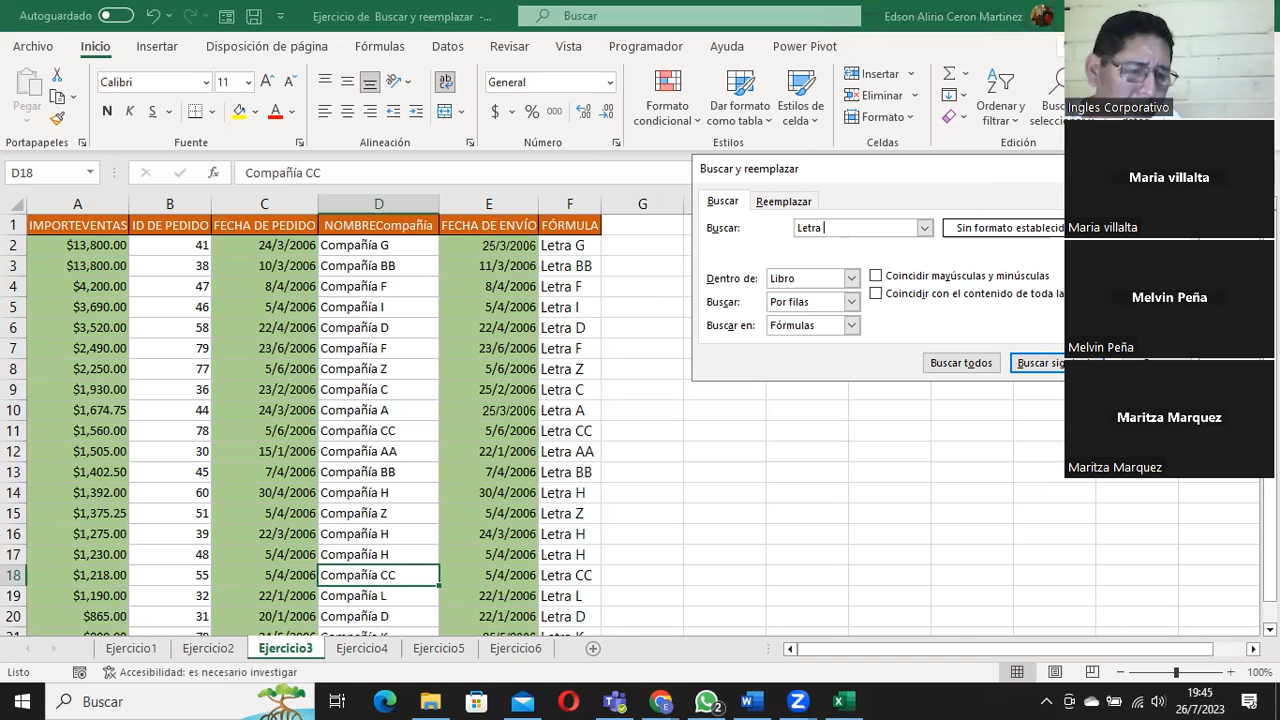 Autoguardado Ejercicio de Buscar y reemplazar - Buscar Edson Alirio Ceron Martinez
Archivo Inicio Insertar Disposición de página Fórmulas Datos Revisar Vista Programador Ayuda Power Pivot
Pegar Calibri 11 General Formato condicional Dar formato como tabla Estilos de celda Insertar Eliminar Formato Ordenar y filtrar
N K S
Portapapeles Fuente Alineación Número Estilos Celdas Edición
D18 fx Compañía CC
A B C D E F G
1 IMPORTEVENTAS ID DE PEDIDO FECHA DE PEDIDO NOMBRECompañía FECHA DE ENVÍO FÓRMULA
2 $13,800.00 41 24/3/2006 Compañía G 25/3/2006 Letra G
3 $13,800.00 38 10/3/2006 Compañía BB 11/3/2006 Letra BB
4 $4,200.00 47 8/4/2006 Compañía F 8/4/2006 Letra F
5 $3,690.00 46 5/4/2006 Compañía I 5/4/2006 Letra I
6 $3,520.00 58 22/4/2006 Compañía D 22/4/2006 Letra D
7 $2,490.00 79 23/6/2006 Compañía F 23/6/2006 Letra F
8 $2,250.00 77 5/6/2006 Compañía Z 5/6/2006 Letra Z
9 $1,930.00 36 23/2/2006 Compañía C 25/2/2006 Letra C
10 $1,674.75 44 24/3/2006 Compañía A 25/3/2006 Letra A
11 $1,560.00 78 5/6/2006 Compañía CC 5/6/2006 Letra CC
12 $1,505.00 30 15/1/2006 Compañía AA 22/1/2006 Letra AA
13 $1,402.50 45 7/4/2006 Compañía BB 7/4/2006 Letra BB
14 $1,392.00 60 30/4/2006 Compañía H 30/4/2006 Letra H
15 $1,375.25 51 5/4/2006 Compañía Z 5/4/2006 Letra Z
16 $1,275.00 39 22/3/2006 Compañía H 24/3/2006 Letra H
17 $1,230.00 48 5/4/2006 Compañía H 5/4/2006 Letra H
18 $1,218.00 55 5/4/2006 Compañía CC 5/4/2006 Letra CC
19 $1,190.00 32 22/1/2006 Compañía L 22/1/2006 Letra L
20 $865.00 31 20/1/2006 Compañía D 22/1/2006 Letra D
Buscar y reemplazar
Buscar Reemplazar
Buscar: Letra Sin formato establecid
Dentro de: Libro Coincidir mayúsculas y minúsculas
Coincidir con el contenido de toda la
Buscar: Por filas
Buscar en: Fórmulas
Buscar todos Buscar sig
Ingles Corporativo
Maria villalta
Maria villalta
Melvin Peña
Melvin Peña
Maritza Marquez
Maritza Marquez
Ejercicio1 Ejercicio2 Ejercicio3 Ejercicio4 Ejercicio5 Ejercicio6
Listo Accesibilidad: es necesario investigar 100%
Buscar 2 19:45
26/7/2023